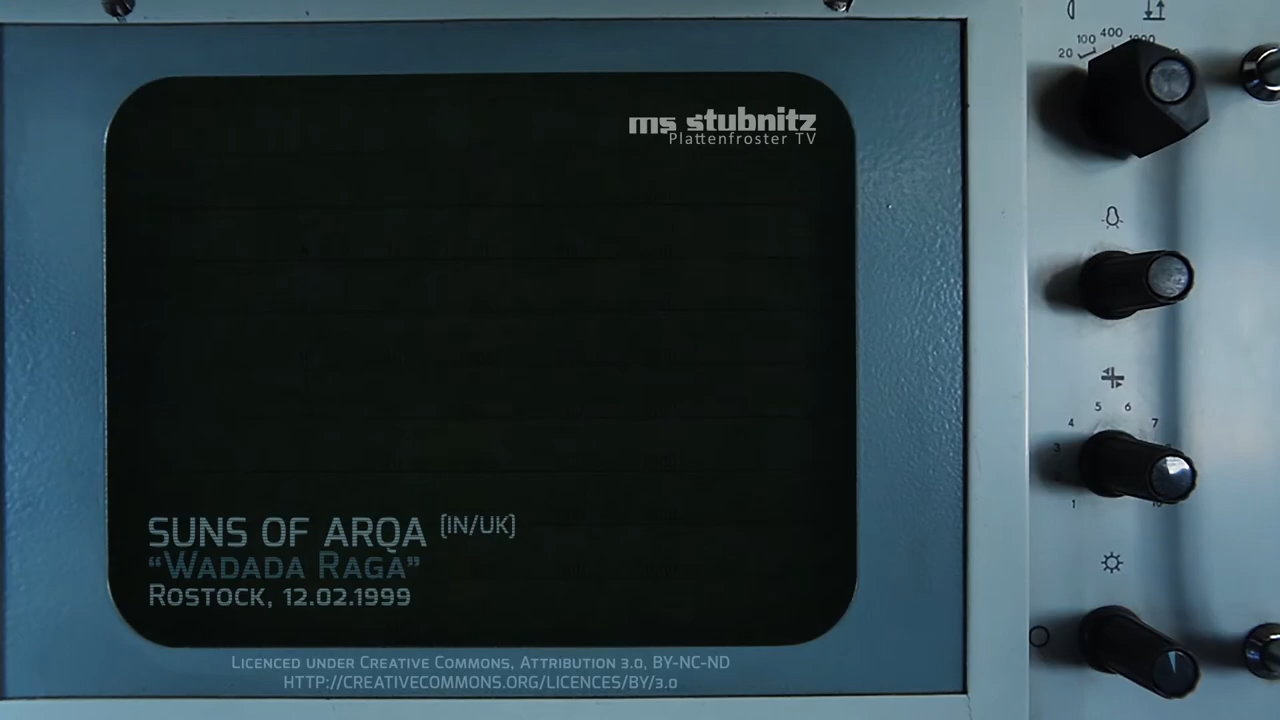 20 100 400 1000
ms stubnitz
Plattenfroster TV
5 6
4 7
3
1 10
SUNS OF ARQA [IN/UK]
“WADADA RAGA”
ROSTOCK, 12.02.1999
LICENCED UNDER CREATIVE COMMONS, ATTRIBUTION 3.0, BY-NC-ND
HTTP://CREATIVECOMMONS.ORG/LICENCES/BY/3.0